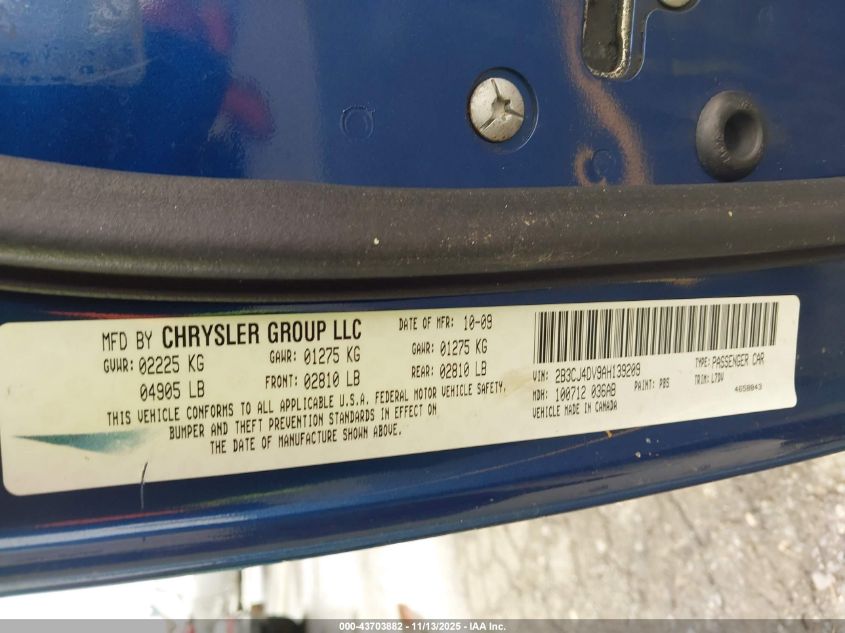 MFD BY CHRYSLER GROUP LLC DATE OF MFR: 10-09
GVWR: 02225 KG GAWR: 01275 KG GAWR: 01275 KG
04905 LB FRONT: 02810 LB REAR: 02810 LB
THIS VEHICLE CONFORMS TO ALL APPLICABLE U.S.A. FEDERAL MOTOR VEHICLE SAFETY,
BUMPER AND THEFT PREVENTION STANDARDS IN EFFECT ON
THE DATE OF MANUFACTURE SHOWN ABOVE.
VIN: 2B3CJ4DV9AH139209 TYPE: PASSENGER CAR
MDH: 100712 036AB PAINT: PBS TRIM: L7DV
VEHICLE MADE IN CANADA 4658843
000-43703882 - 11/13/2025 - IAA Inc.